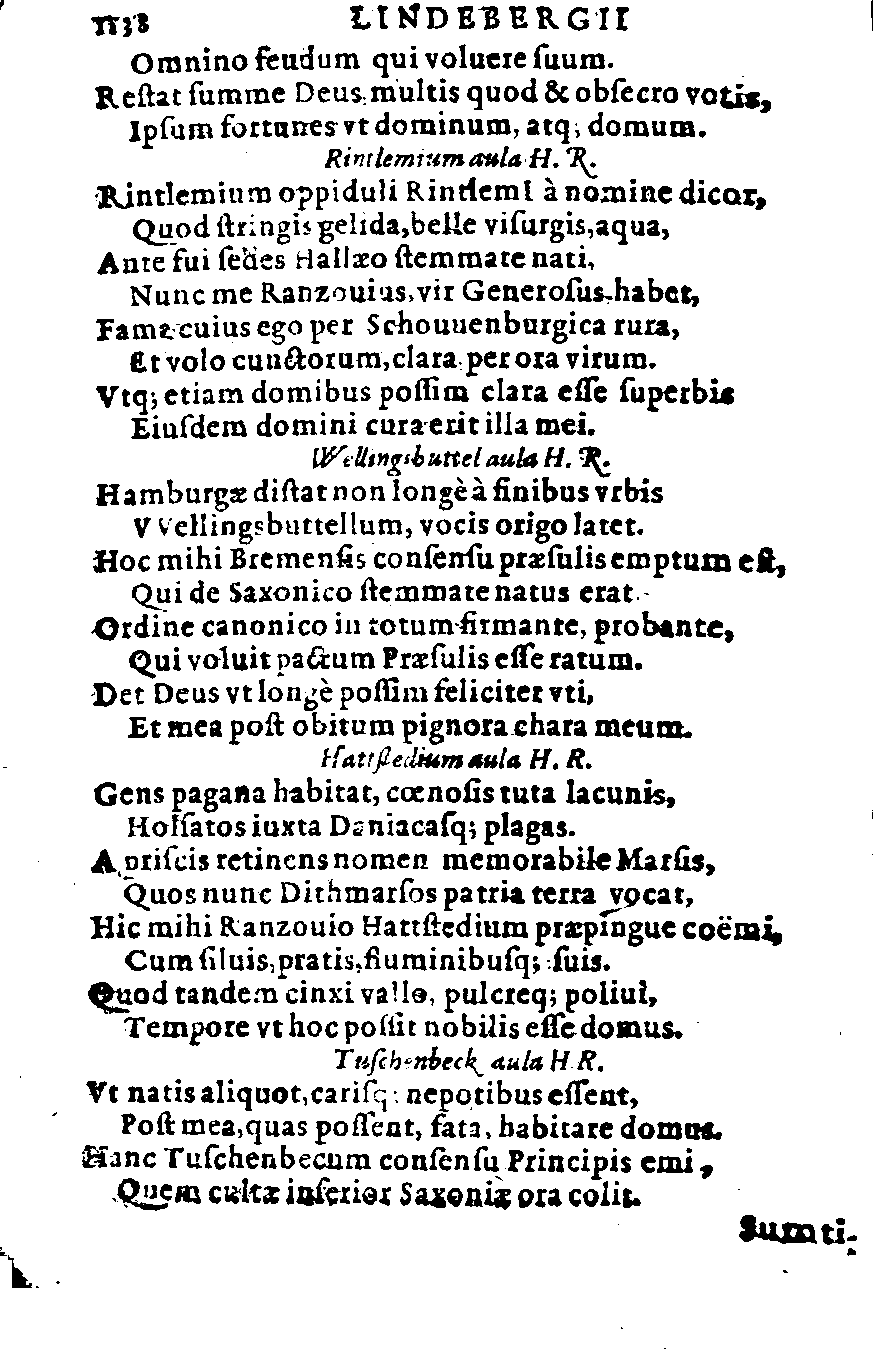 1138 LINDEBERGII
Omnino feudum qui voluere ſuum.
Reſtat ſumme Deus, multis quod & obſecro votis,
Ipſum fortunes vt dominum, atq; domum.
Rintlemium aula H. R.
Rintlemium oppiduli Rintlemi à nomine dicor,
Quod ſtringis gelida, belle viſurgis, aqua,
Ante fui ſedes Hallæo ſtemmate nati,
Nunc me Ranzouius, vir Generoſus, habet,
Fama cuius ego per Schouuenburgica rura,
Et volo cunctorum, clara per ora virum.
Vtq; etiam domibus poſſim clara eſſe ſuperbis
Eiuſdem domini cura erit illa mei.
Wellingsbuttel aula H. R.
Hamburgæ diſtat non longè à finibus vrbis
VVellingsbuttellum, vocis origo latet.
Hoc mihi Bremenſis conſenſu præſulis emptum eſt,
Qui de Saxonico ſtemmate natus erat
Ordine canonico in totum firmante, probante,
Qui voluit pactum Præſulis eſſe ratum.
Det Deus vt longè poſſim feliciter vti,
Et mea poſt obitum pignora chara meum.
Hattſtedium aula H. R.
Gens pagana habitat, cœnoſis tuta lacunis,
Holſatos iuxta Daniacaſq; plagas.
A priſcis retinens nomen memorabile Marſis,
Quos nunc Dithmarſos patria terra vocat,
Hic mihi Ranzouio Hattſtedium præpingue coëmi,
Cum ſiluis, pratis, fluminibuſq; ſuis.
Quod tandem cinxi vallo, pulcreq; poliui,
Tempore vt hoc poſſit nobilis eſſe domus.
Tuſchenbeck aula H R.
Vt natis aliquot, cariſq; nepotibus eſſent,
Poſt mea, quas poſſent, fata, habitare domus.
Hanc Tuſchenbecum conſenſu Principis emi,
Quem cultæ inferior Saxoniæ ora colit.
Sumti-